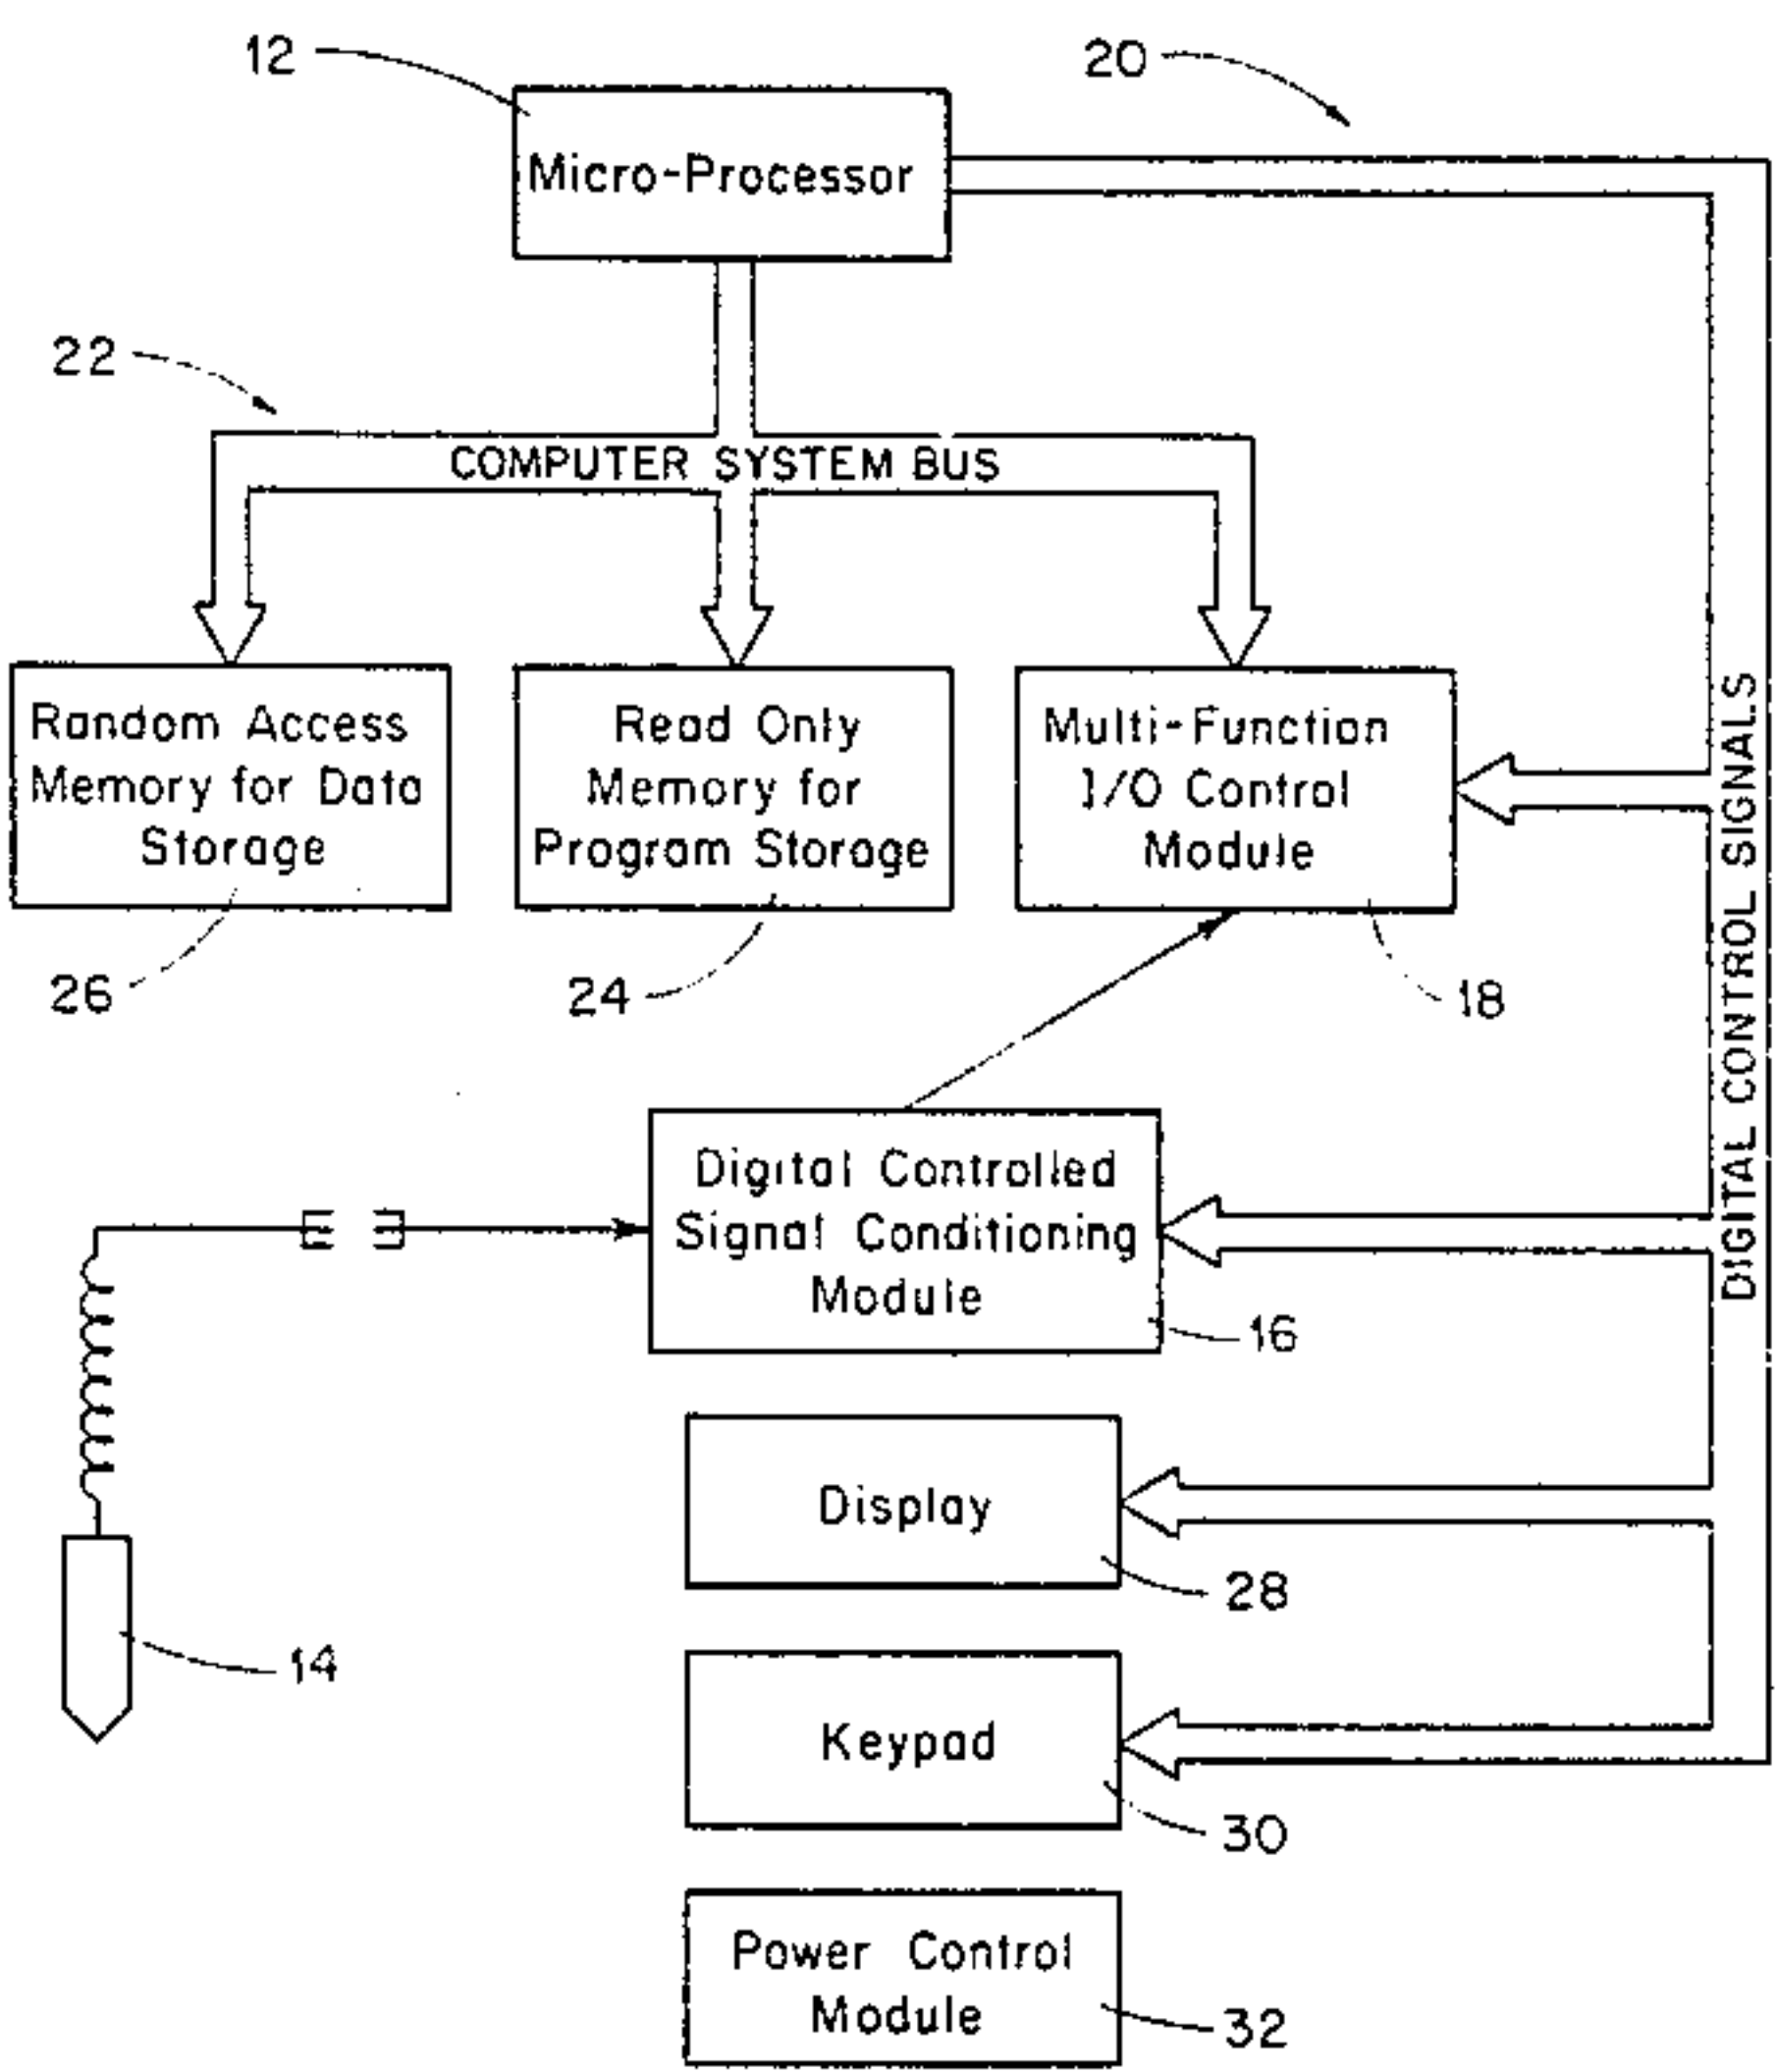 12
20
Micro-Processor
22
COMPUTER SYSTEM BUS
Random Access
Memory for Data
Storage
Read Only
Memory for
Program Storage
Multi-Function
I/O Control
Module
DIGITAL CONTROL SIGNALS
26
24
18
Digital Controlled
Signal Conditioning
Module
16
Display
28
14
Keypad
30
Power Control
Module
32